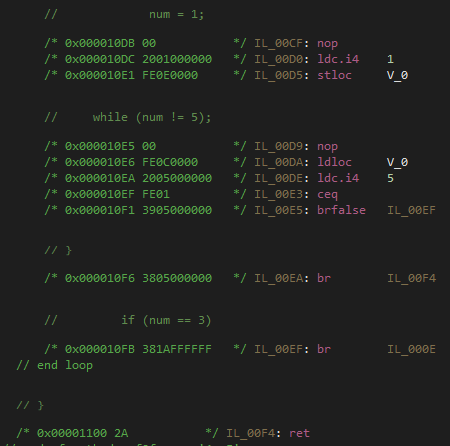 //             num = 1;
/* 0x000010DB 00           */ IL_00CF: nop
/* 0x000010DC 2001000000   */ IL_00D0: ldc.i4    1
/* 0x000010E1 FE0E0000     */ IL_00D5: stloc     V_0
//     while (num != 5);
/* 0x000010E5 00           */ IL_00D9: nop
/* 0x000010E6 FE0C0000     */ IL_00DA: ldloc     V_0
/* 0x000010EA 2005000000   */ IL_00DE: ldc.i4    5
/* 0x000010EF FE01         */ IL_00E3: ceq
/* 0x000010F1 3905000000   */ IL_00E5: brfalse   IL_00EF
// }
/* 0x000010F6 3805000000   */ IL_00EA: br        IL_00F4
//         if (num == 3)
/* 0x000010FB 381AFFFFFF   */ IL_00EF: br        IL_000E
// end loop
// }
/* 0x00001100 2A           */ IL_00F4: ret